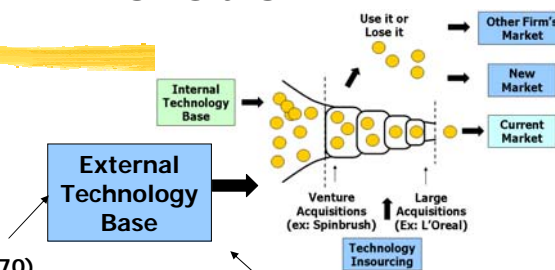 Use it or
Lose it
Other Firm's
Market
New
Market
Current
Market
Internal
Technology
Base
External
Technology
Base
Venture
Acquisitions
(ex: Spinbrush)
Large
Acquisitions
(Ex: L'Oreal)
Technology
Insourcing
70)